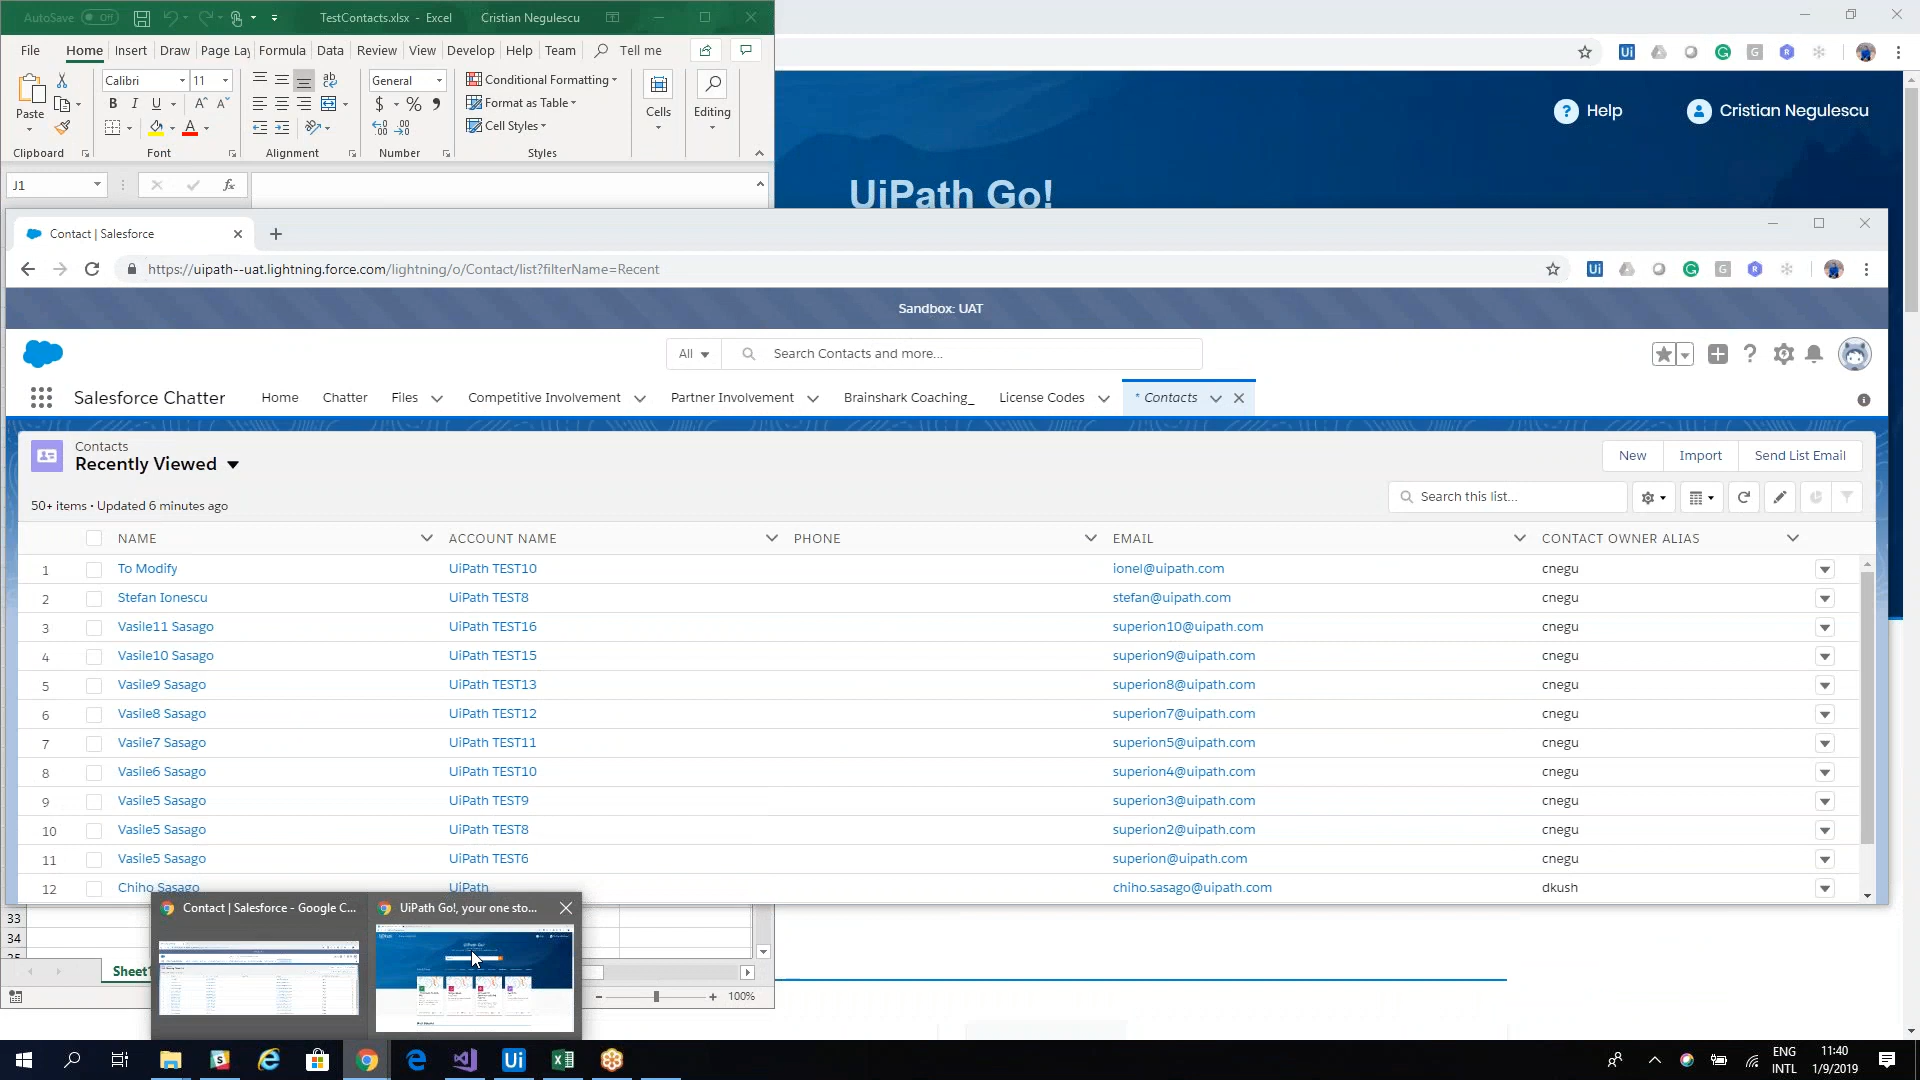 AutoSave Off TestContacts.xlsx - Excel Cristian Negulescu
File Home Insert Draw Page Lay Formula Data Review View Develop Help Team Tell me
Calibri 11 General Conditional Formatting
Paste B I U $ % Format as Table Cells Editing
A Cell Styles
Clipboard Font Alignment Number Styles
J1 fx
Help Cristian Negulescu
UiPath Go!
Contact | Salesforce
https://uipath--uat.lightning.force.com/lightning/o/Contact/list?filterName=Recent
Sandbox: UAT
All Search Contacts and more...
Salesforce Chatter Home Chatter Files Competitive Involvement Partner Involvement Brainshark Coaching_ License Codes * Contacts
Contacts
Recently Viewed
New Import Send List Email
50+ items • Updated 6 minutes ago
Search this list...
NAME ACCOUNT NAME PHONE EMAIL CONTACT OWNER ALIAS
1 To Modify UiPath TEST10 ionel@uipath.com cnegu
2 Stefan Ionescu UiPath TEST8 stefan@uipath.com cnegu
3 Vasile11 Sasago UiPath TEST16 superion10@uipath.com cnegu
4 Vasile10 Sasago UiPath TEST15 superion9@uipath.com cnegu
5 Vasile9 Sasago UiPath TEST13 superion8@uipath.com cnegu
6 Vasile8 Sasago UiPath TEST12 superion7@uipath.com cnegu
7 Vasile7 Sasago UiPath TEST11 superion5@uipath.com cnegu
8 Vasile6 Sasago UiPath TEST10 superion4@uipath.com cnegu
9 Vasile5 Sasago UiPath TEST9 superion3@uipath.com cnegu
10 Vasile5 Sasago UiPath TEST8 superion2@uipath.com cnegu
11 Vasile5 Sasago UiPath TEST6 superion@uipath.com cnegu
12 Chiho Sasago UiPath chiho.sasago@uipath.com dkush
Contact | Salesforce - Google C... UiPath Go!, your one sto...
33
34
Sheet1
100%
ENG 11:40
INTL 1/9/2019